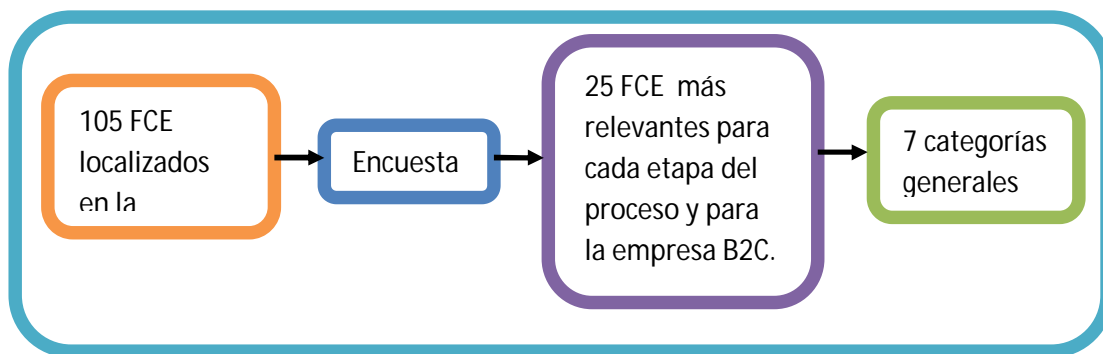 105 FCE
localizados
en la
Encuesta
25 FCE más
relevantes para
cada etapa del
proceso y para
la empresa B2C.
7 categorías
generales